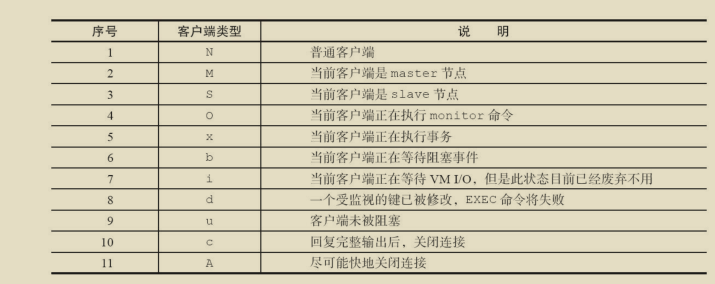 序号 客户端类型 说 明
1 N 普通客户端
2 M 当前客户端是 master 节点
3 S 当前客户端是 slave 节点
4 O 当前客户端正在执行 monitor 命令
5 x 当前客户端正在执行事务
6 b 当前客户端正在等待阻塞事件
7 i 当前客户端正在等待 VM I/O，但是此状态目前已经废弃不用
8 d 一个受监视的键已被修改，EXEC 命令将失败
9 u 客户端未被阻塞
10 c 回复完整输出后，关闭连接
11 A 尽可能快地关闭连接